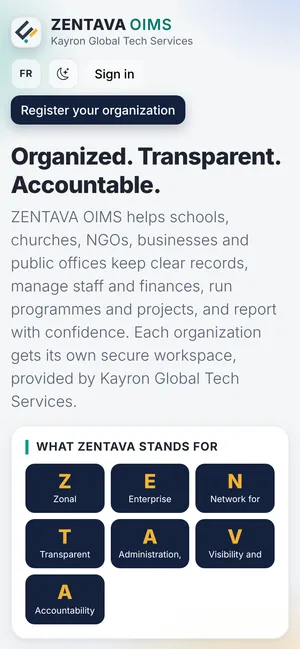 ZENTAVA OIMS
Kayron Global Tech Services
FR
Sign in
Register your organization
Organized. Transparent.
Accountable.
ZENTAVA OIMS helps schools,
churches, NGOs, businesses and
public offices keep clear records,
manage staff and finances, run
programmes and projects, and report
with confidence. Each organization
gets its own secure workspace,
provided by Kayron Global Tech
Services.
WHAT ZENTAVA STANDS FOR
Z
Zonal
E
Enterprise
N
Network for
T
Transparent
A
Administration,
V
Visibility and
A
Accountability